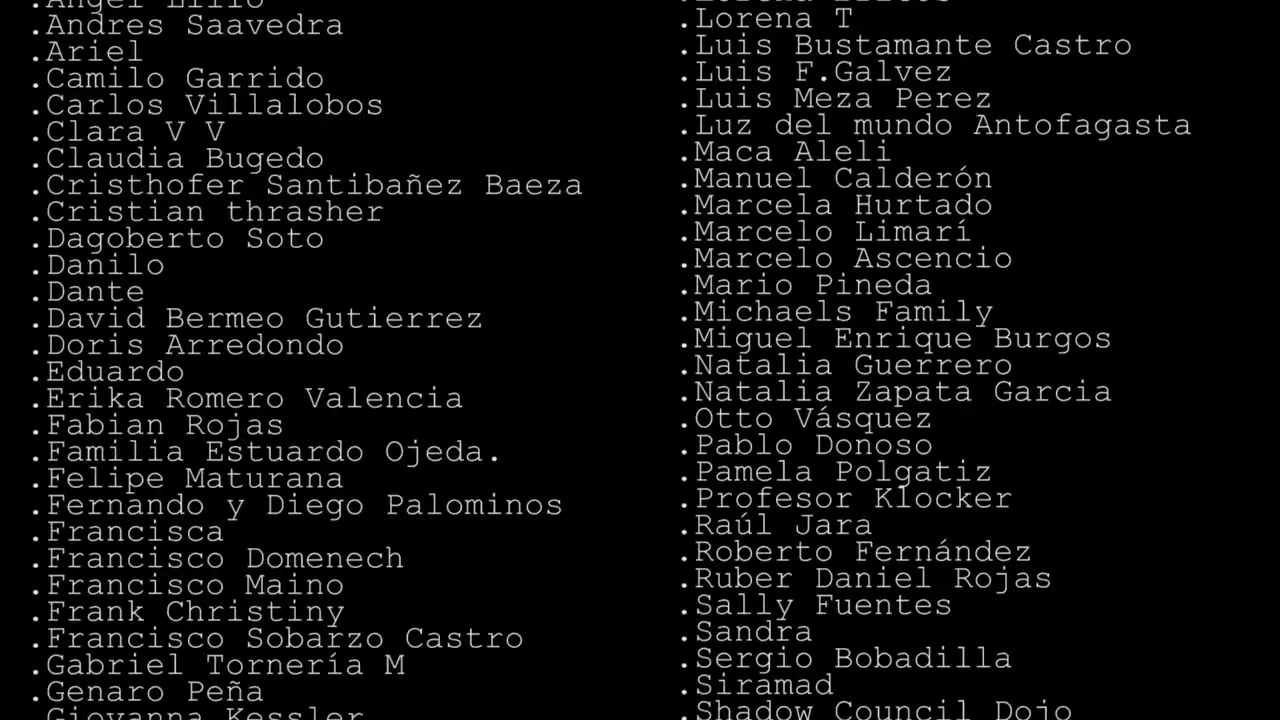 .Andres Saavedra
.Ariel
.Camilo Garrido
.Carlos Villalobos
.Clara V V
.Claudia Bugedo
.Cristhofer Santibañez Baeza
.Cristian thrasher
.Dagoberto Soto
.Danilo
.Dante
.David Bermeo Gutierrez
.Doris Arredondo
.Eduardo
.Erika Romero Valencia
.Fabian Rojas
.Familia Estuardo Ojeda.
.Felipe Maturana
.Fernando y Diego Palominos
.Francisca
.Francisco Domenech
.Francisco Maino
.Frank Christiny
.Francisco Sobarzo Castro
.Gabriel Tornería M
.Genaro Peña
.Giovanna Kessler
.Lorena T
.Luis Bustamante Castro
.Luis F.Galvez
.Luis Meza Perez
.Luz del mundo Antofagasta
.Maca Aleli
.Manuel Calderón
.Marcela Hurtado
.Marcelo Limarí
.Marcelo Ascencio
.Mario Pineda
.Michaels Family
.Miguel Enrique Burgos
.Natalia Guerrero
.Natalia Zapata Garcia
.Otto Vásquez
.Pablo Donoso
.Pamela Polgatiz
.Profesor Klocker
.Raúl Jara
.Roberto Fernández
.Ruber Daniel Rojas
.Sally Fuentes
.Sandra
.Sergio Bobadilla
.Siramad
.Shadow Council Dojo